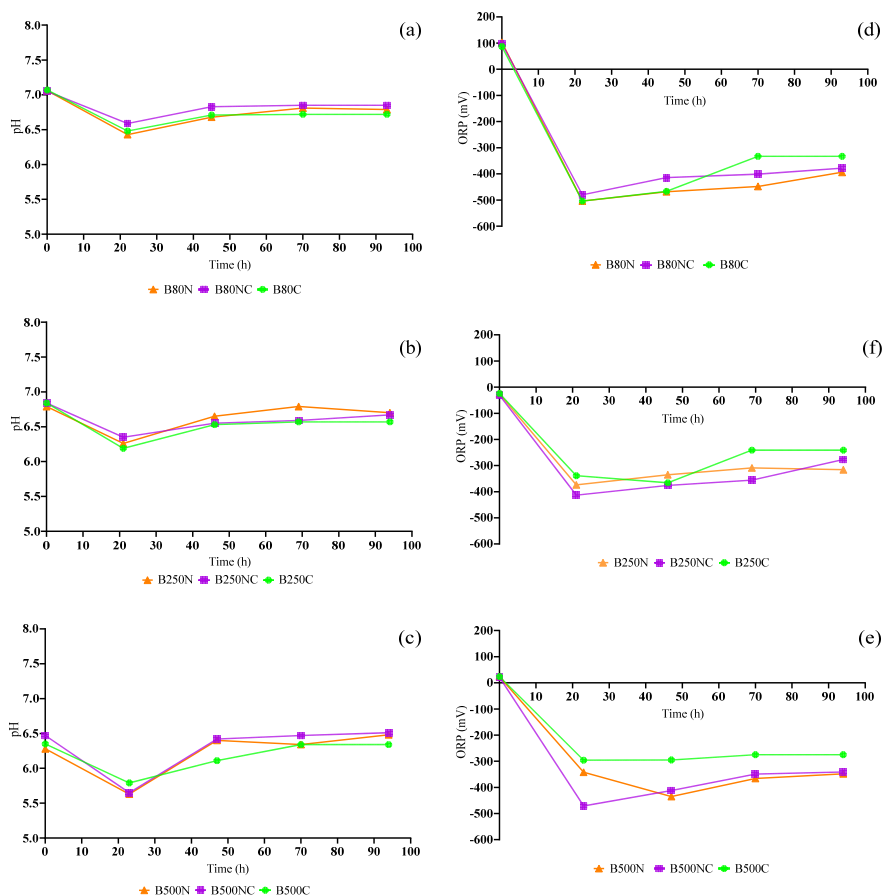 (a)
8.0
7.5
7.0
6.5
6.0
5.5
5.0
pH
0 10 20 30 40 50 60 70 80 90 100
Time (h)
B80N B80NC B80C
(d)
200
100
0
-100
-200
-300
-400
-500
-600
ORP (mV)
10 20 30 40 50 60 70 80 90 100
Time (h)
B80N B80NC B80C
(b)
8.0
7.5
7.0
6.5
6.0
5.5
5.0
pH
0 10 20 30 40 50 60 70 80 90 100
Time (h)
B250N B250NC B250C
(f)
200
100
0
-100
-200
-300
-400
-500
-600
ORP (mV)
10 20 30 40 50 60 70 80 90 100
Time (h)
B250N B250NC B250C
(c)
8.0
7.5
7.0
6.5
6.0
5.5
5.0
pH
0 10 20 30 40 50 60 70 80 90 100
Time (h)
B500N B500NC B500C
(e)
200
100
0
-100
-200
-300
-400
-500
-600
ORP (mV)
10 20 30 40 50 60 70 80 90 100
Time (h)
B500N B500NC B500C